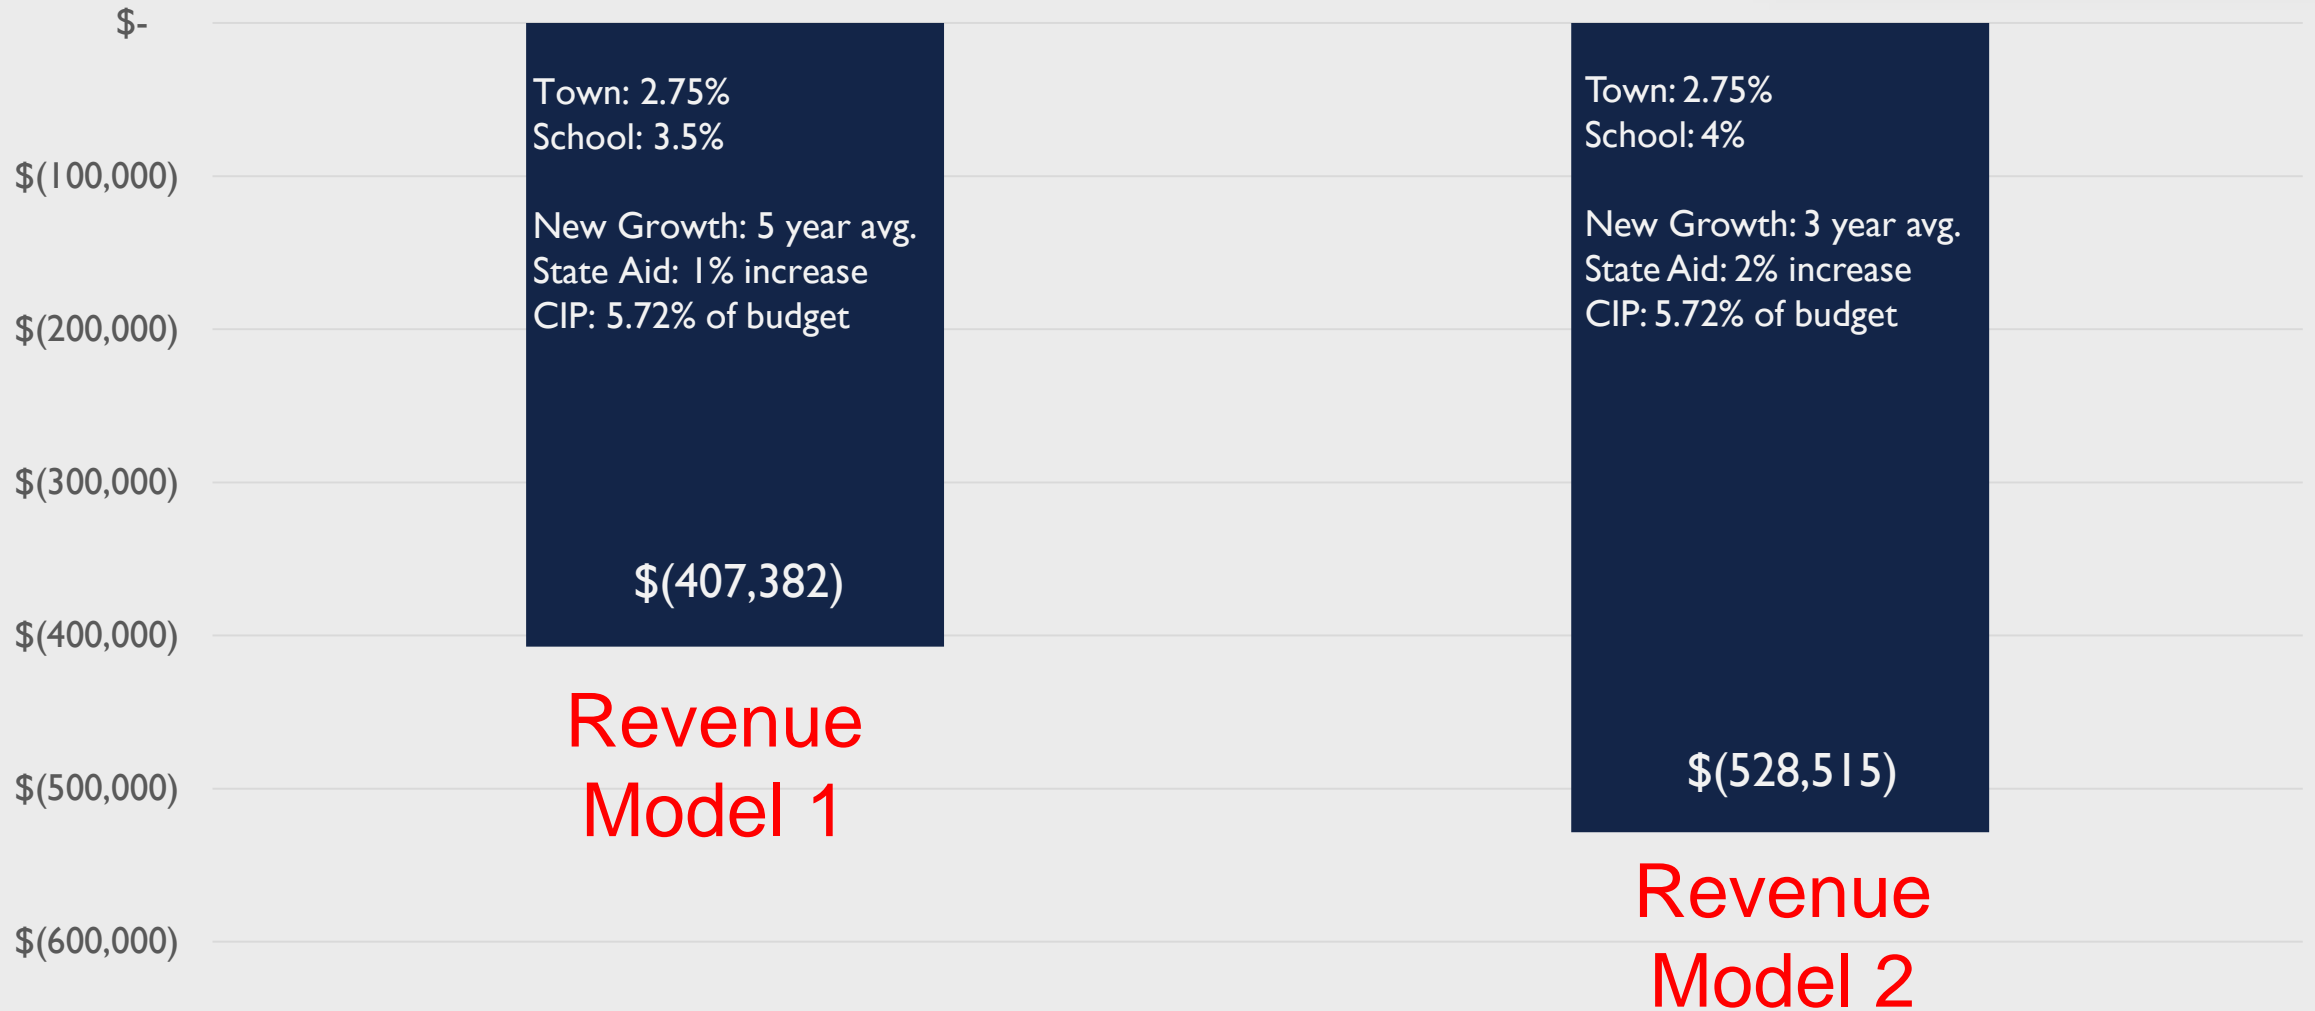 $-
$(100,000)
$(200,000)
$(300,000)
$(400,000)
$(500,000)
$(600,000)
Town: 2.75%
School: 3.5%
New Growth: 5 year avg.
State Aid: 1% increase
CIP: 5.72% of budget
$(407,382)
Revenue
Model 1
Town: 2.75%
School: 4%
New Growth: 3 year avg.
State Aid: 2% increase
CIP: 5.72% of budget
$(528,515)
Revenue
Model 2